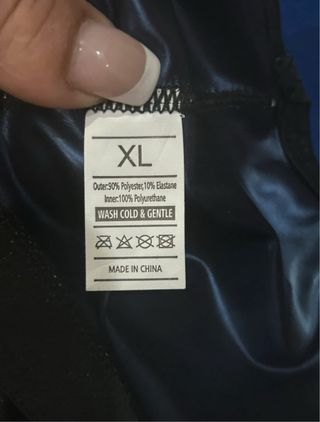 XL
Outer:90% Polyester,10% Elastane
Inner:100% Polyurethane
WASH COLD & GENTLE
MADE IN CHINA